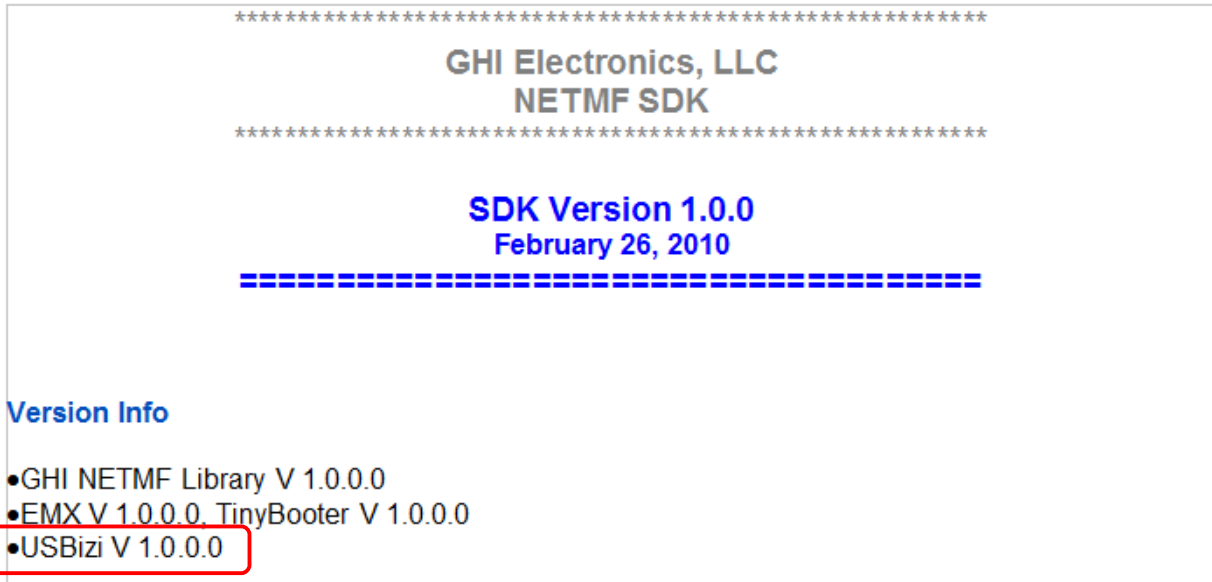 ************************************************************
GHI Electronics, LLC
NETMF SDK
************************************************************
SDK Version 1.0.0
February 26, 2010
======================================
Version Info
•GHI NETMF Library V 1.0.0.0
•EMX V 1.0.0.0, TinyBooter V 1.0.0.0
•USBizi V 1.0.0.0